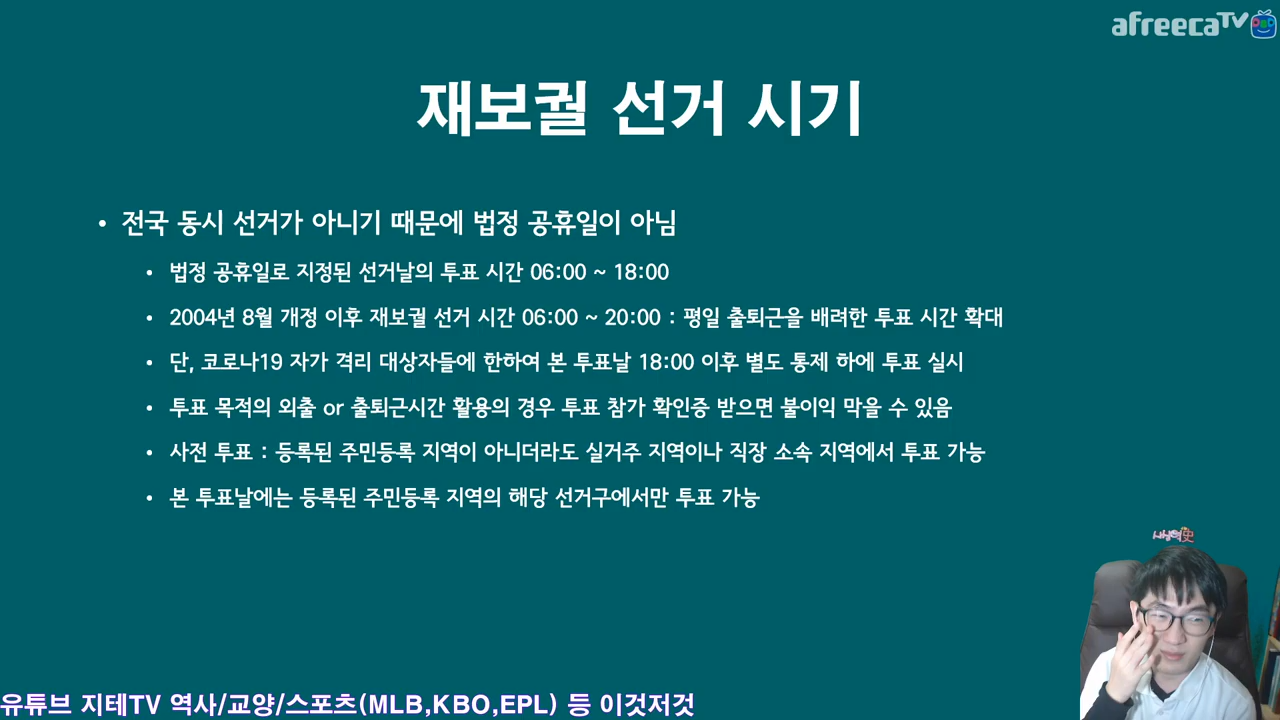 afreecaTV
재보궐 선거 시기
• 전국 동시 선거가 아니기 때문에 법정 공휴일이 아님
• 법정 공휴일로 지정된 선거날의 투표 시간 06:00 ~ 18:00
• 2004년 8월 개정 이후 재보궐 선거 시간 06:00 ~ 20:00 : 평일 출퇴근을 배려한 투표 시간 확대
• 단, 코로나19 자가 격리 대상자들에 한하여 본 투표날 18:00 이후 별도 통제 하에 투표 실시
• 투표 목적의 외출 or 출퇴근시간 활용의 경우 투표 참가 확인증 받으면 불이익 막을 수 있음
• 사전 투표 : 등록된 주민등록 지역이 아니더라도 실거주 지역이나 직장 소속 지역에서 투표 가능
• 본 투표날에는 등록된 주민등록 지역의 해당 선거구에서만 투표 가능
유튜브 지테TV 역사/교양/스포츠(MLB,KBO,EPL) 등 이것저것